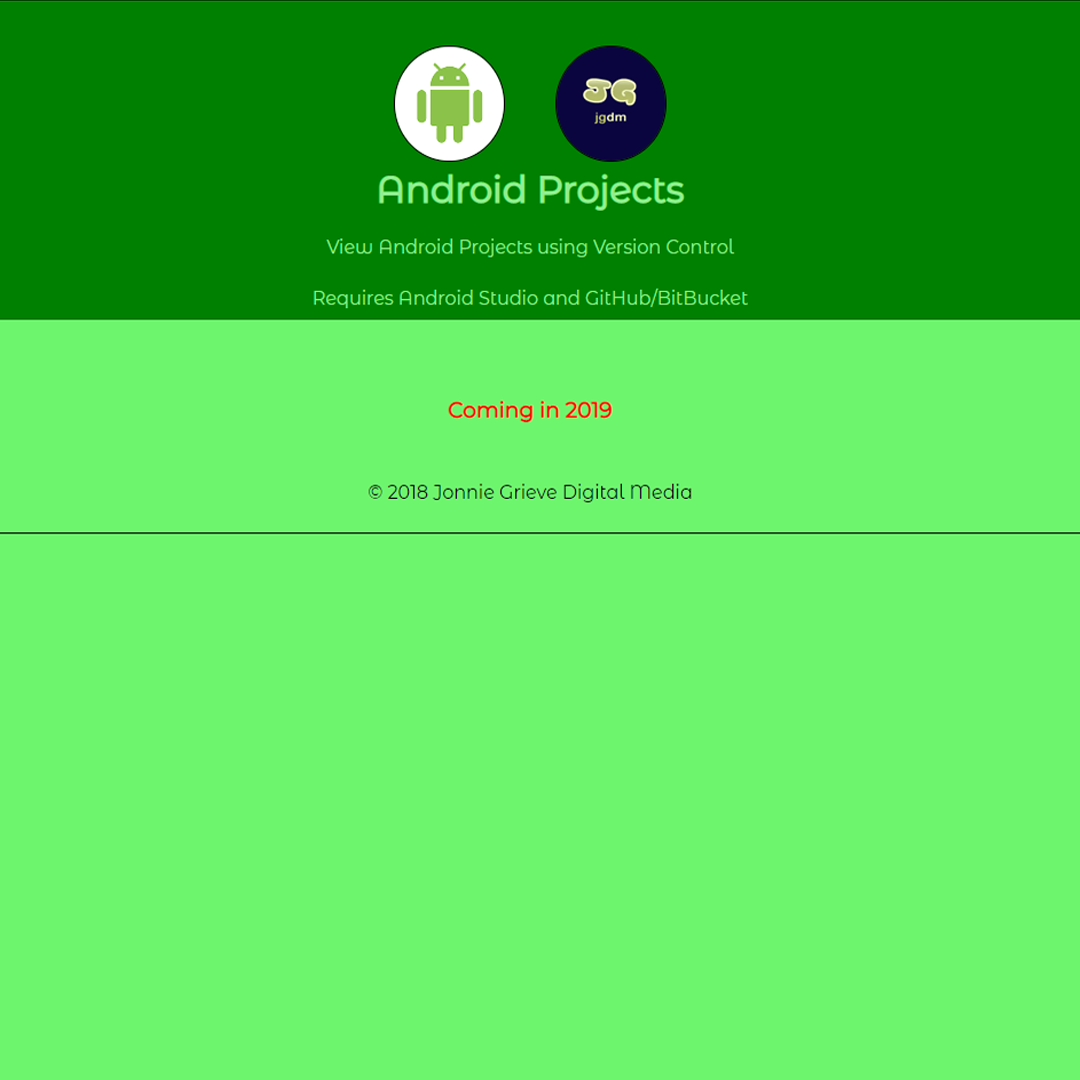 JG
jgdm
Android Projects
View Android Projects using Version Control
Requires Android Studio and GitHub/BitBucket
Coming in 2019
© 2018 Jonnie Grieve Digital Media